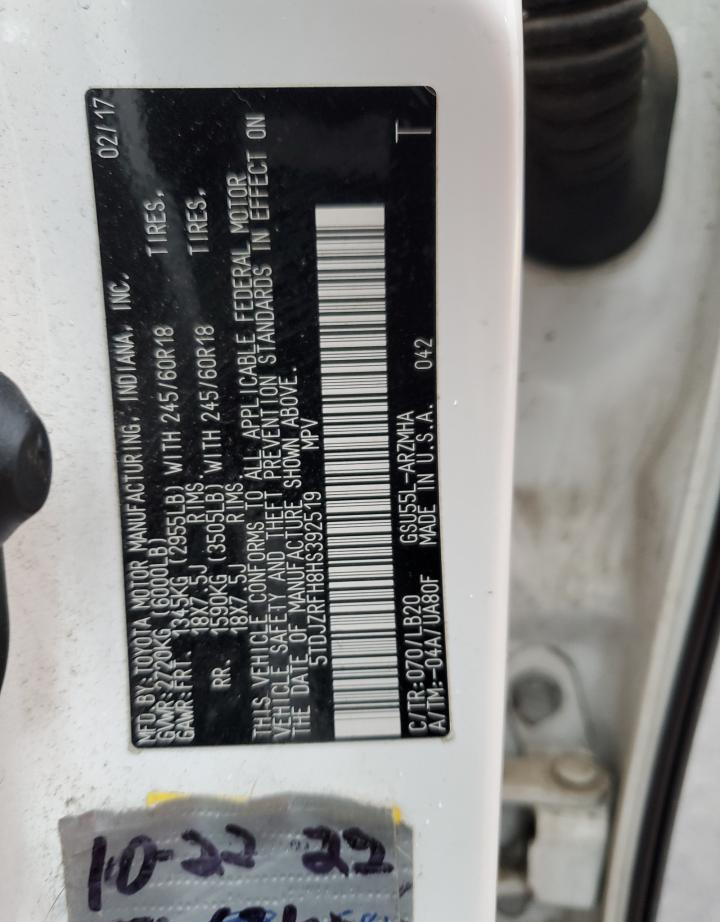 MFD.BY:TOYOTA MOTOR MANUFACTURING, INDIANA, INC. 02/17
GVWR:2720KG (6000LB)
GAWR:FRT. 1345KG (2955LB) WITH 245/60R18 TIRES,
18X7.5J RIMS.
RR. 1590KG (3505LB) WITH 245/60R18 TIRES,
18X7.5J RIMS.
THIS VEHICLE CONFORMS TO ALL APPLICABLE FEDERAL MOTOR
VEHICLE SAFETY AND THEFT PREVENTION STANDARDS IN EFFECT ON
THE DATE OF MANUFACTURE SHOWN ABOVE.
5TDJZRFH8HS392519 MPV
C/TR:070/LB20 GSU55L-ARZMHA T
A/TM:-04A/UA80F MADE IN U.S.A. 042
10-22 22